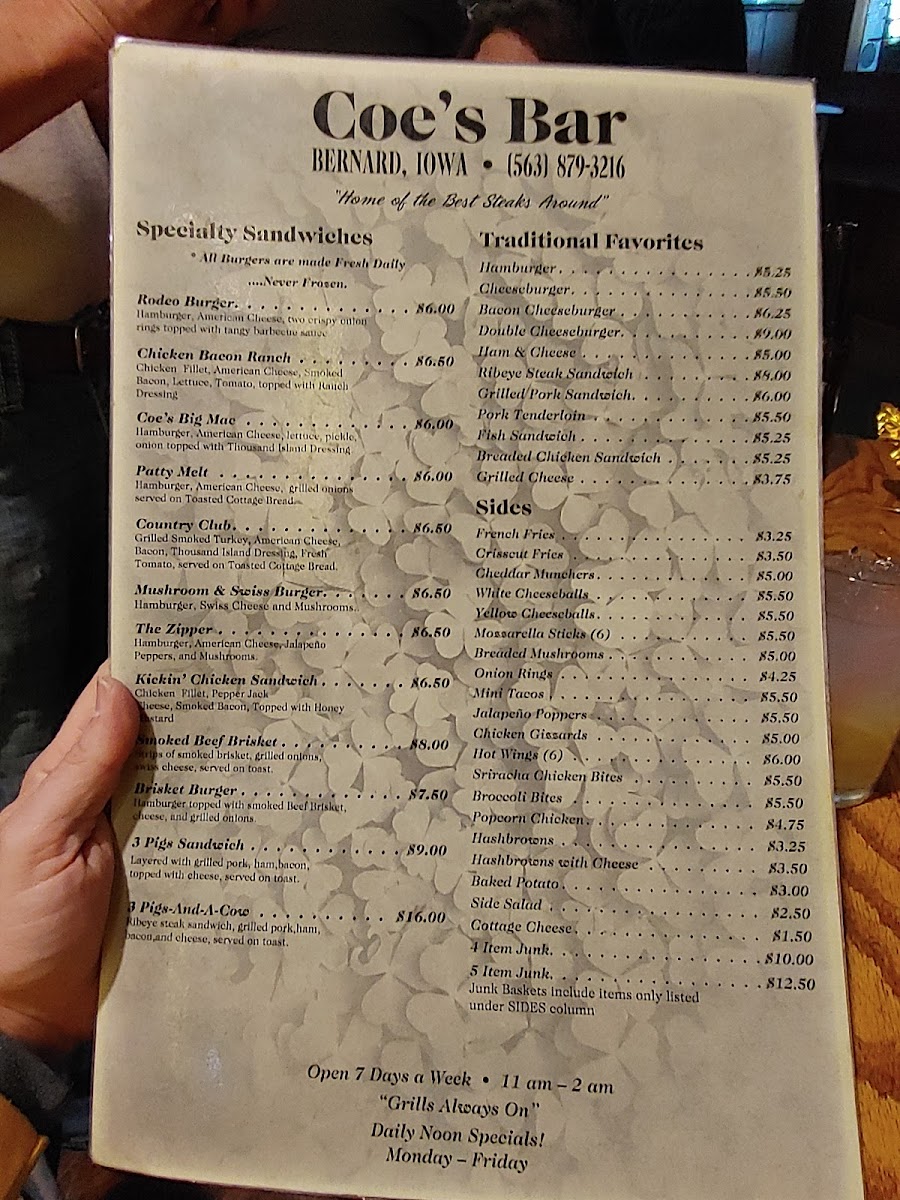 Coe's Bar
BERNARD, IOWA • (563) 879-3216
"Home of the Best Steaks Around"
Specialty Sandwiches
* All Burgers are made Fresh Daily
....Never Frozen.
Rodeo Burger. . . . . . . . . . . . . . $6.00
Hamburger, American Cheese, two crispy onion
rings topped with tangy barbecue sauce
Chicken Bacon Ranch . . . . . . . . . $6.50
Chicken Fillet, American Cheese, Smoked
Bacon, Lettuce, Tomato, topped with Ranch
Dressing
Coe's Big Mac . . . . . . . . . . . . . $6.00
Hamburger, American Cheese, lettuce, pickle,
onion topped with Thousand Island Dressing
Patty Melt . . . . . . . . . . . . . . . $6.00
Hamburger, American Cheese, grilled onions
served on Toasted Cottage Bread.
Country Club. . . . . . . . . . . . . . $6.50
Grilled Smoked Turkey, American Cheese,
Bacon, Thousand Island Dressing, Fresh
Tomato, served on Toasted Cottage Bread.
Mushroom & Swiss Burger. . . . . . . $6.50
Hamburger, Swiss Cheese and Mushrooms.
The Zipper . . . . . . . . . . . . . . . $6.50
Hamburger, American Cheese, Jalapeño
Peppers, and Mushrooms.
Kickin' Chicken Sandwich . . . . . . . $6.50
Chicken Fillet, Pepper Jack
Cheese, Smoked Bacon, Topped with Honey
Mustard
Smoked Beef Brisket . . . . . . . . . . $8.00
Strips of smoked brisket, grilled onions,
swiss cheese, served on toast.
Brisket Burger . . . . . . . . . . . . . $7.50
Hamburger topped with smoked Beef Brisket,
cheese, and grilled onions.
3 Pigs Sandwich . . . . . . . . . . . . $9.00
Layered with grilled pork, ham,bacon,
topped with cheese, served on toast.
3 Pigs-And-A-Cow . . . . . . . . . . $16.00
Ribeye steak sandwich, grilled pork,ham,
bacon,and cheese, served on toast.
Traditional Favorites
Hamburger. . . . . . . . . . . . . . . . $5.25
Cheeseburger. . . . . . . . . . . . . . $5.50
Bacon Cheeseburger . . . . . . . . . . $6.25
Double Cheeseburger. . . . . . . . . . $9.00
Ham & Cheese . . . . . . . . . . . . . $5.00
Ribeye Steak Sandwich . . . . . . . . $8.00
Grilled Pork Sandwich. . . . . . . . . $6.00
Pork Tenderloin . . . . . . . . . . . . $5.50
Fish Sandwich . . . . . . . . . . . . . $5.25
Breaded Chicken Sandwich . . . . . . $5.25
Grilled Cheese . . . . . . . . . . . . . $3.75
Sides
French Fries . . . . . . . . . . . . . . $3.25
Crisscut Fries . . . . . . . . . . . . . $3.50
Cheddar Munchers. . . . . . . . . . . $5.00
White Cheeseballs. . . . . . . . . . . $5.50
Yellow Cheeseballs. . . . . . . . . . . $5.50
Mozzarella Sticks (6) . . . . . . . . . $5.50
Breaded Mushrooms . . . . . . . . . . $5.00
Onion Rings . . . . . . . . . . . . . . $4.25
Mini Tacos . . . . . . . . . . . . . . . $5.50
Jalapeño Poppers . . . . . . . . . . . $5.50
Chicken Gizzards . . . . . . . . . . . $5.00
Hot Wings (6) . . . . . . . . . . . . . $6.00
Sriracha Chicken Bites . . . . . . . . $5.50
Broccoli Bites . . . . . . . . . . . . . $5.50
Popcorn Chicken. . . . . . . . . . . . $4.75
Hashbrowns . . . . . . . . . . . . . . $3.25
Hashbrowns with Cheese . . . . . . . $3.50
Baked Potato. . . . . . . . . . . . . . $3.00
Side Salad . . . . . . . . . . . . . . . $2.50
Cottage Cheese. . . . . . . . . . . . . $1.50
4 Item Junk. . . . . . . . . . . . . . . $10.00
5 Item Junk. . . . . . . . . . . . . . . $12.50
Junk Baskets include items only listed
under SIDES column
Open 7 Days a Week • 11 am – 2 am
"Grills Always On"
Daily Noon Specials!
Monday – Friday